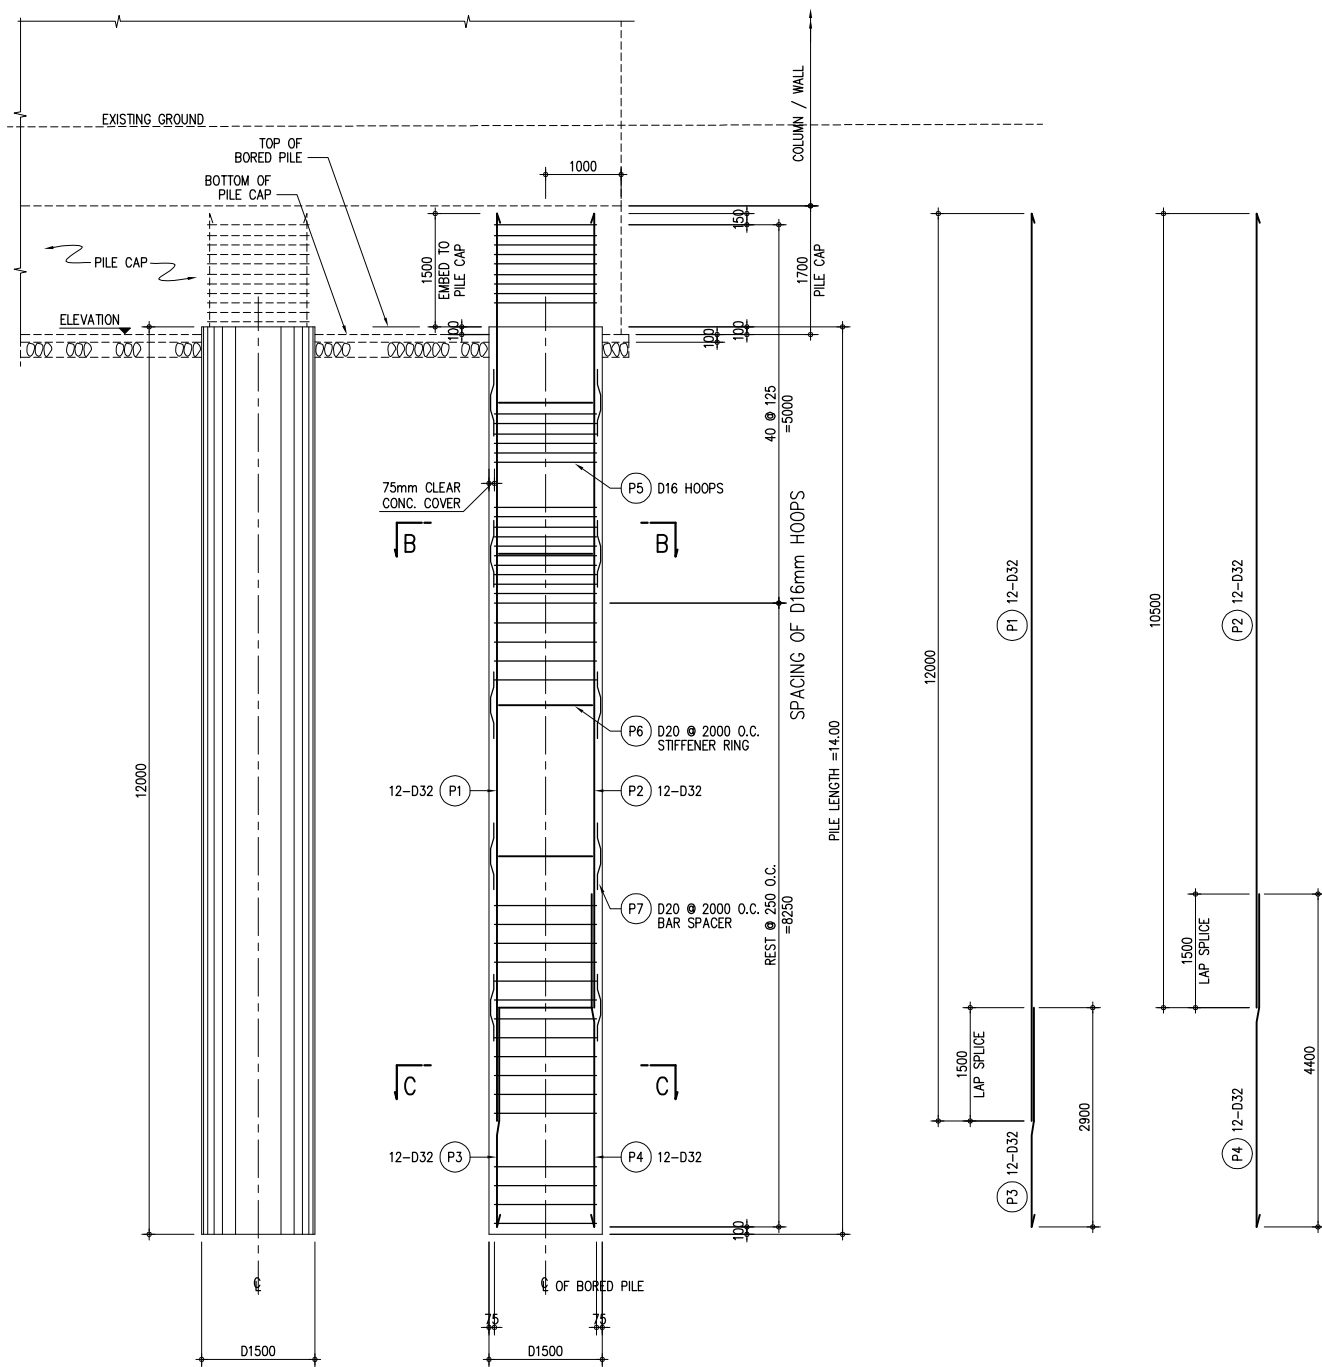 EXISTING GROUND
TOP OF
BORED PILE
BOTTOM OF
PILE CAP
PILE CAP
ELEVATION
12000
℄
D1500
1000
1500
EMBED TO
PILE CAP
100
75mm CLEAR
CONC. COVER
B
B
P5 D16 HOOPS
P6 D20 @ 2000 O.C.
STIFFENER RING
12-D32 P1
P2 12-D32
P7 D20 @ 2000 O.C.
BAR SPACER
C
C
12-D32 P3
P4 12-D32
℄ OF BORED PILE
75
75
D1500
COLUMN / WALL
150
1700
PILE CAP
100
100
40 @ 125
=5000
SPACING OF D16mm HOOPS
REST @ 250 O.C.
=8250
PILE LENGTH =14.00
100
12000
P1 12-D32
1500
LAP SPLICE
2900
P3 12-D32
10500
P2 12-D32
1500
LAP SPLICE
4400
P4 12-D32